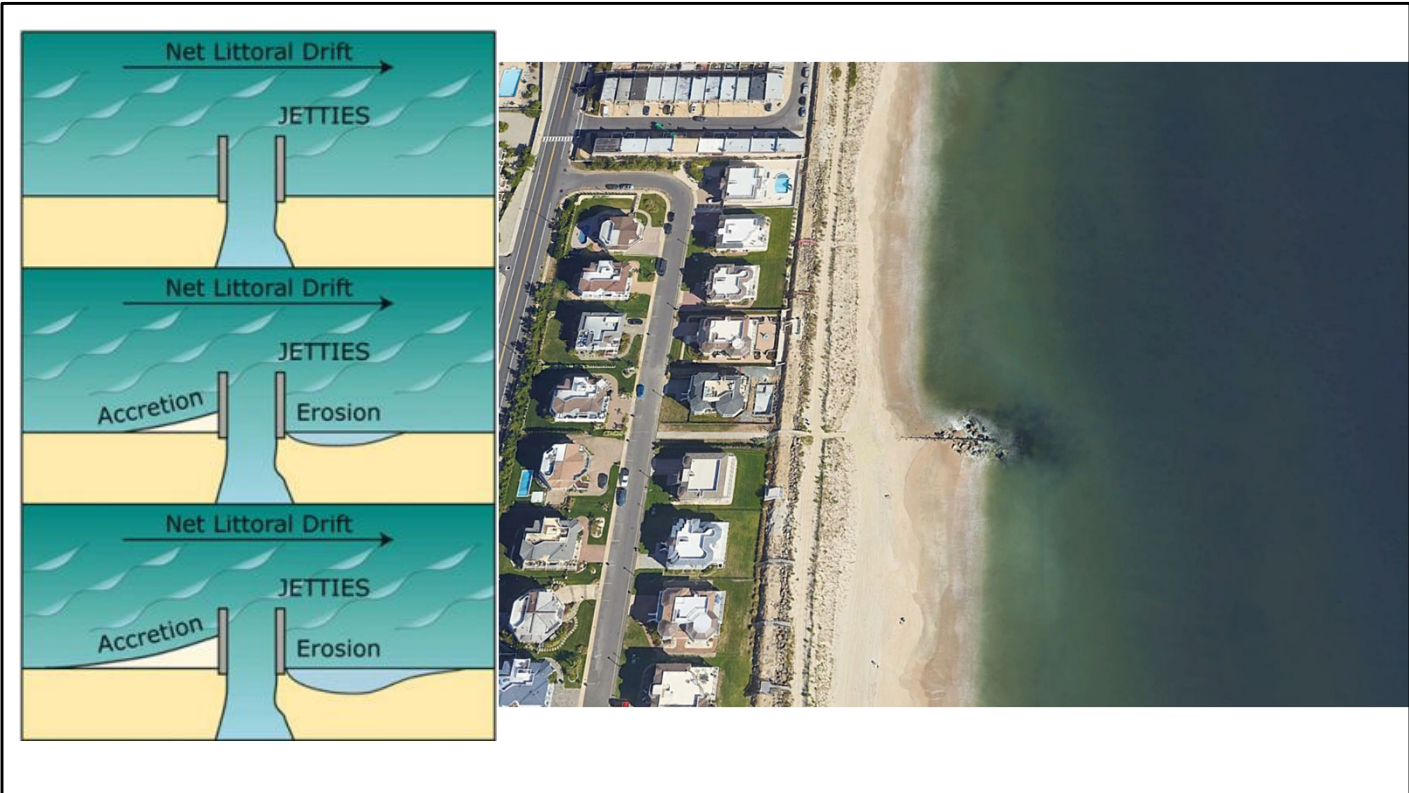 Net Littoral Drift
JETTIES
Net Littoral Drift
JETTIES
Accretion
Erosion
Net Littoral Drift
JETTIES
Accretion
Erosion